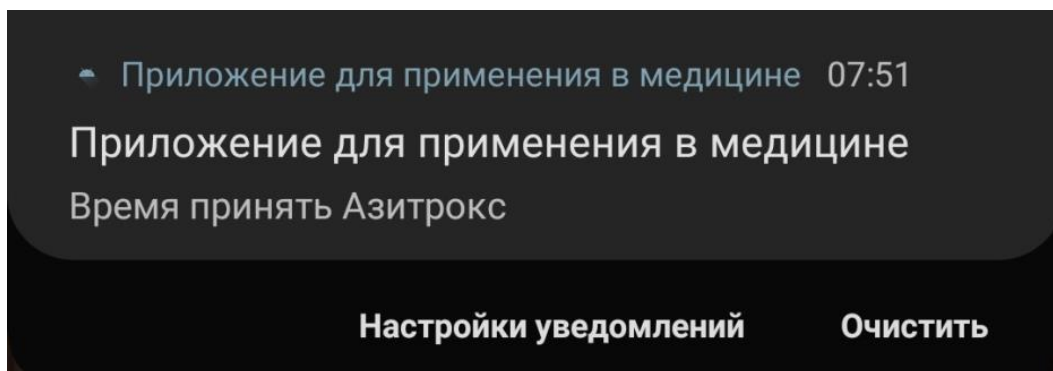 Приложение для применения в медицине 07:51
Приложение для применения в медицине
Время принять Азитрокс
Настройки уведомлений Очистить